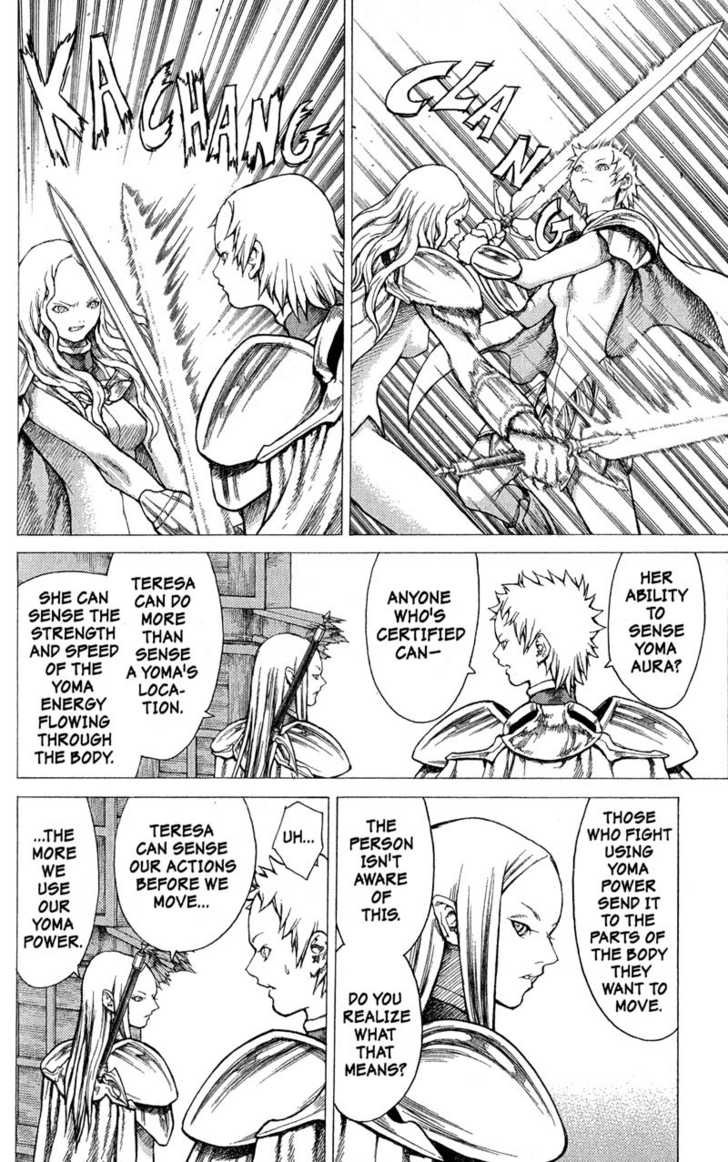 CLANG
KACHANG
HER
ABILITY
TO
SENSE
YOMA
AURA?
ANYONE
WHO'S
CERTIFIED
CAN—
TERESA
CAN DO
MORE
THAN
SENSE
A YOMA'S
LOCA-
TION.
SHE CAN
SENSE THE
STRENGTH
AND SPEED
OF THE
YOMA
ENERGY
FLOWING
THROUGH
THE BODY.
THOSE
WHO FIGHT
USING
YOMA
POWER
SEND IT
TO THE
PARTS OF
THE BODY
THEY
WANT TO
MOVE.
THE
PERSON
ISN'T
AWARE
OF
THIS.
DO YOU
REALIZE
WHAT
THAT
MEANS?
UH...
TERESA
CAN SENSE
OUR ACTIONS
BEFORE WE
MOVE...
...THE
MORE
WE
USE
OUR
YOMA
POWER.